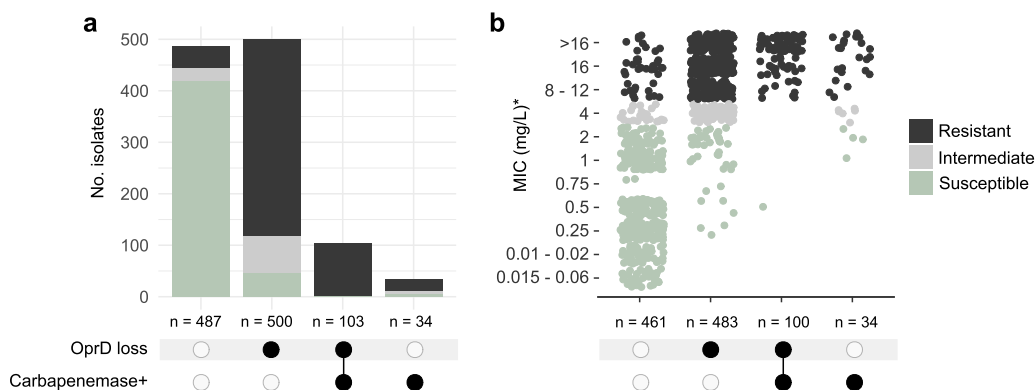 a
No. isolates
500
400
300
200
100
0
n = 487 n = 500 n = 103 n = 34
OprD loss
Carbapenemase+
b
MIC (mg/L)*
>16
16
8 - 12
4
2
1
0.75
0.5
0.25
0.01 - 0.02
0.015 - 0.06
n = 461 n = 483 n = 100 n = 34
Resistant
Intermediate
Susceptible